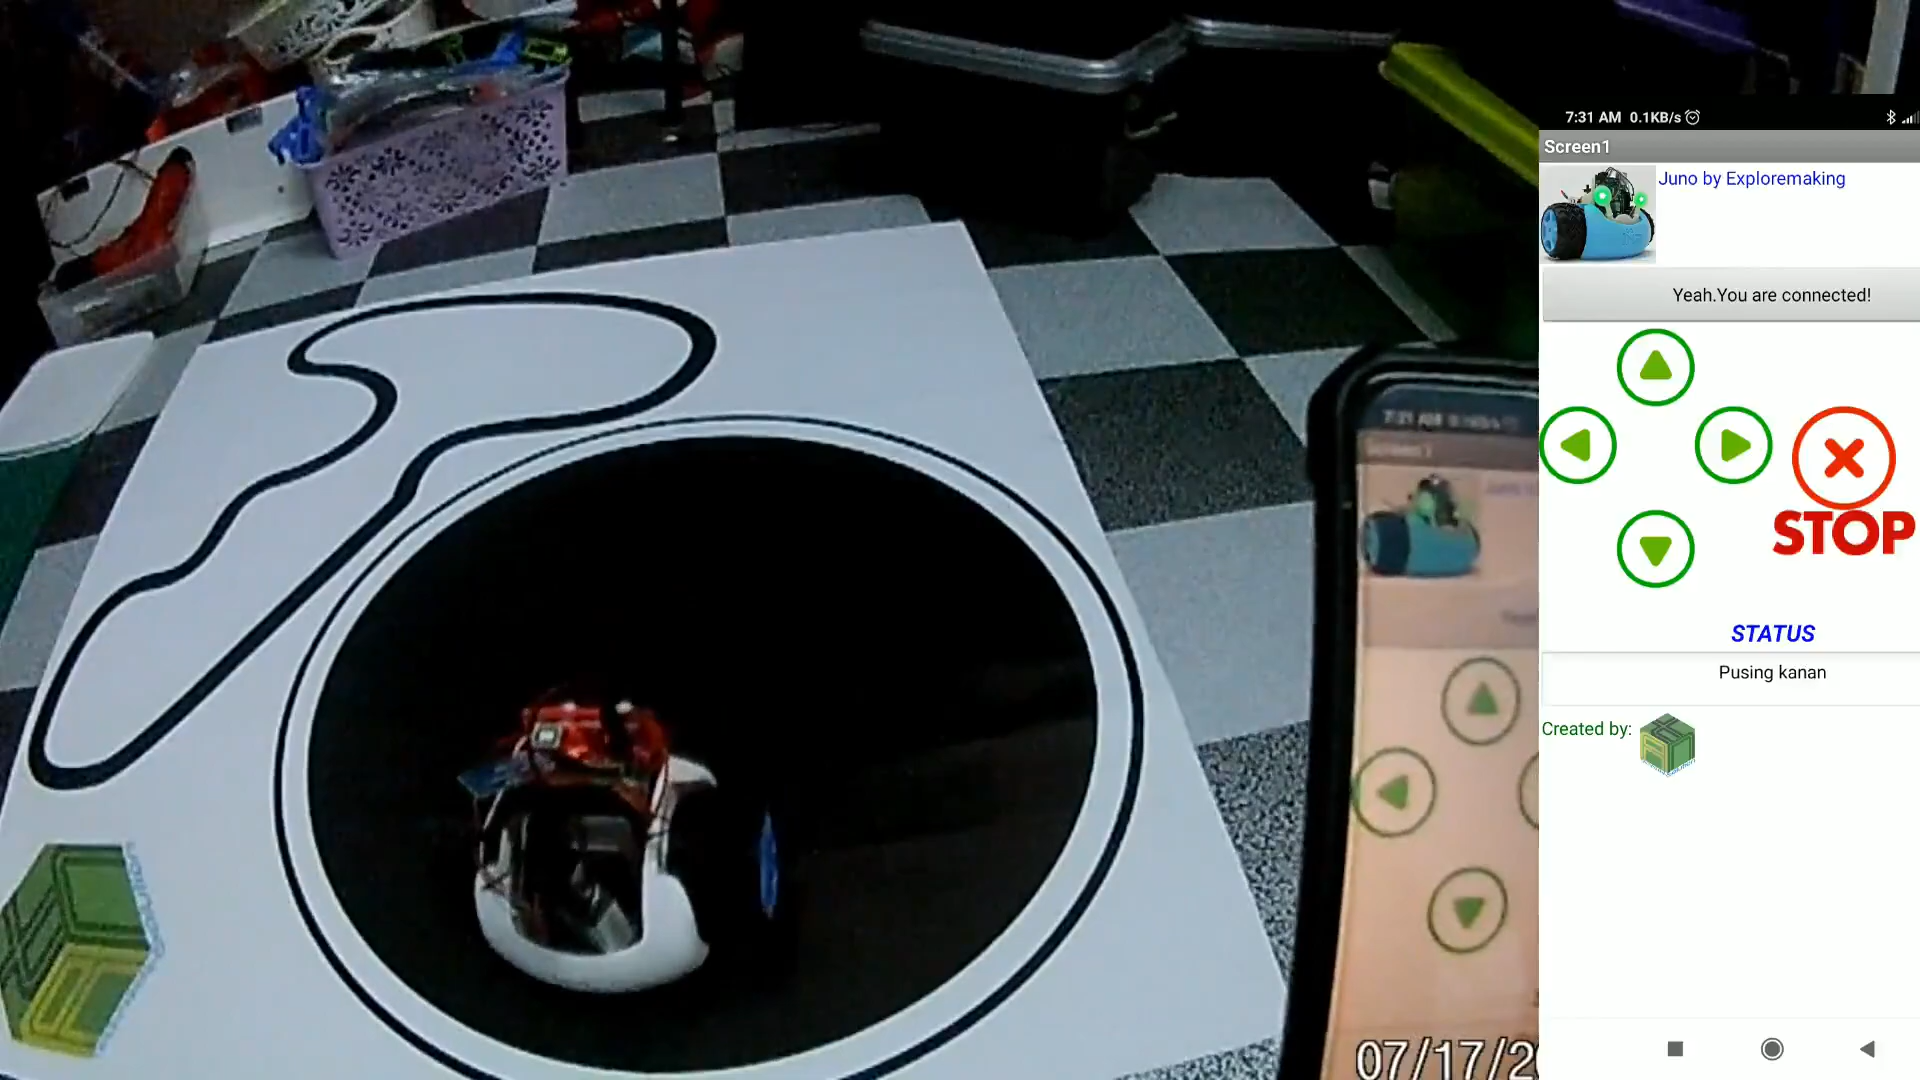 7:31 AM 0.1KB/s
Screen1
Juno by Exploremaking
Yeah.You are connected!
STOP
STATUS
Pusing kanan
Created by:
07/17/2